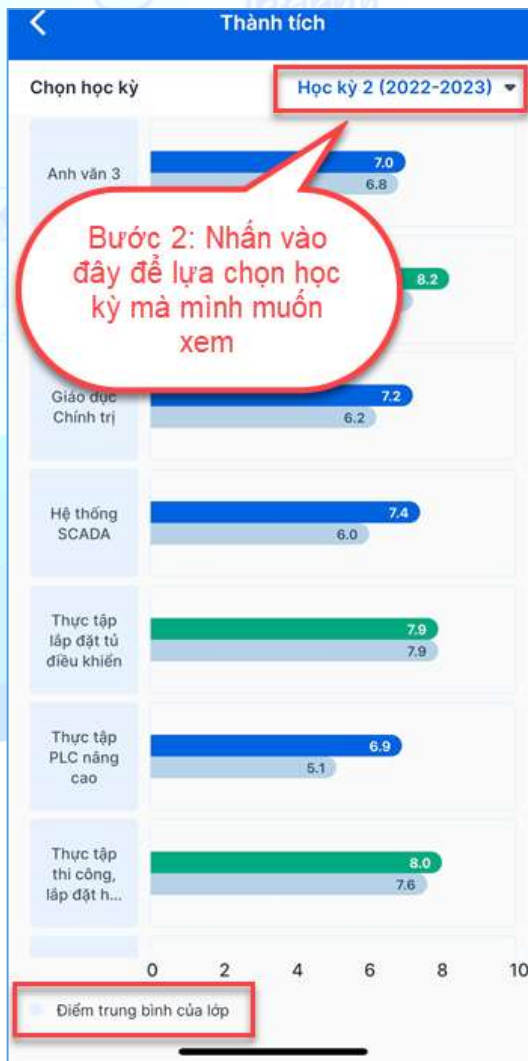 Thành tích
Chọn học kỳ
Học kỳ 2 (2022-2023)
Anh văn 3
7.0
6.8
Bước 2: Nhấn vào
đây để lựa chọn học
kỳ mà mình muốn
xem
8.2
Giáo dục
Chính trị
7.2
6.2
Hệ thống
SCADA
7.4
6.0
Thực tập
lắp đặt tủ
điều khiển
7.9
7.9
Thực tập
PLC nâng
cao
6.9
5.1
Thực tập
thi công,
lắp đặt h...
8.0
7.6
0 2 4 6 8 10
Điểm trung bình của lớp